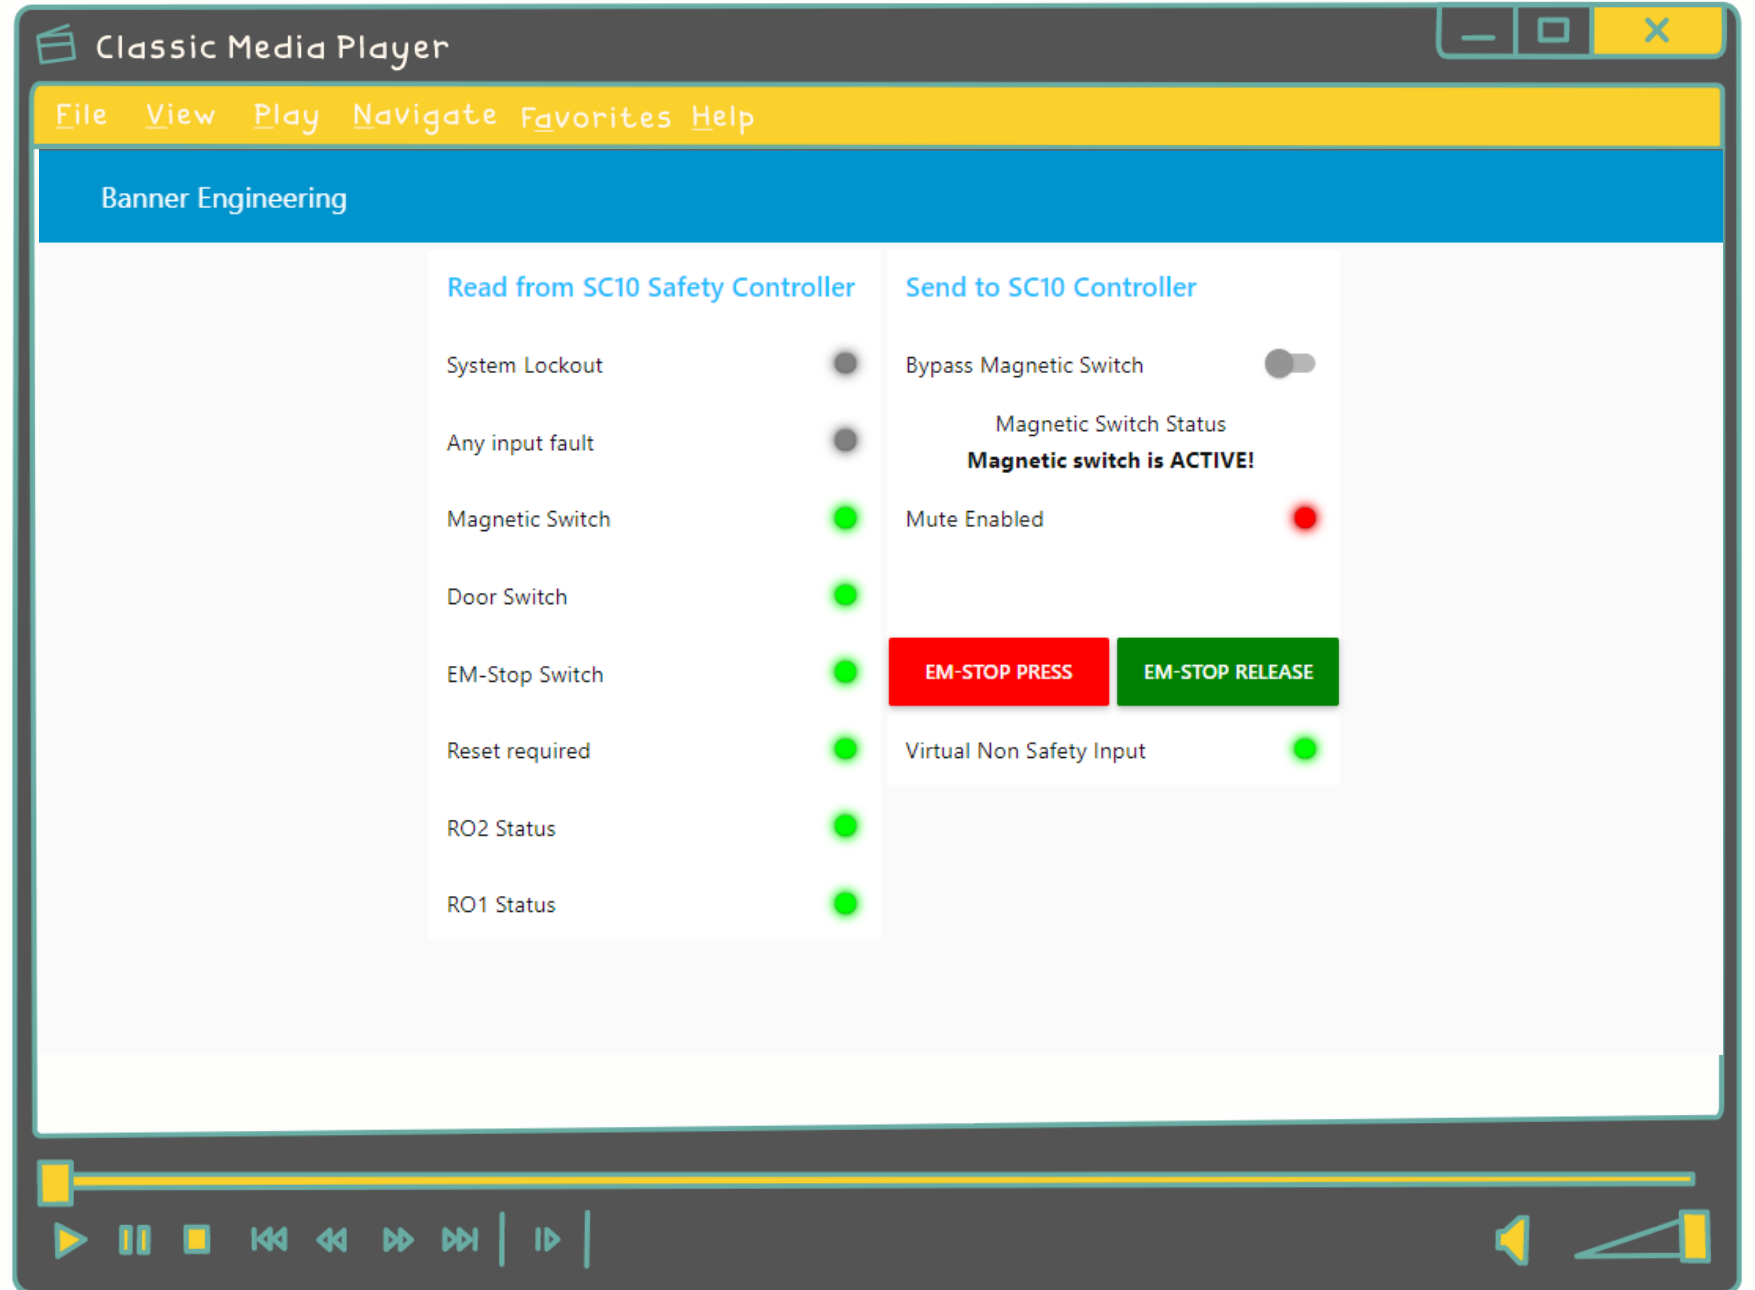 Classic Media Player
File View Play Navigate Favorites Help
Banner Engineering
Read from SC10 Safety Controller
System Lockout
Any input fault
Magnetic Switch
Door Switch
EM-Stop Switch
Reset required
RO2 Status
RO1 Status
Send to SC10 Controller
Bypass Magnetic Switch
Magnetic Switch Status
Magnetic switch is ACTIVE!
Mute Enabled
EM-STOP PRESS EM-STOP RELEASE
Virtual Non Safety Input